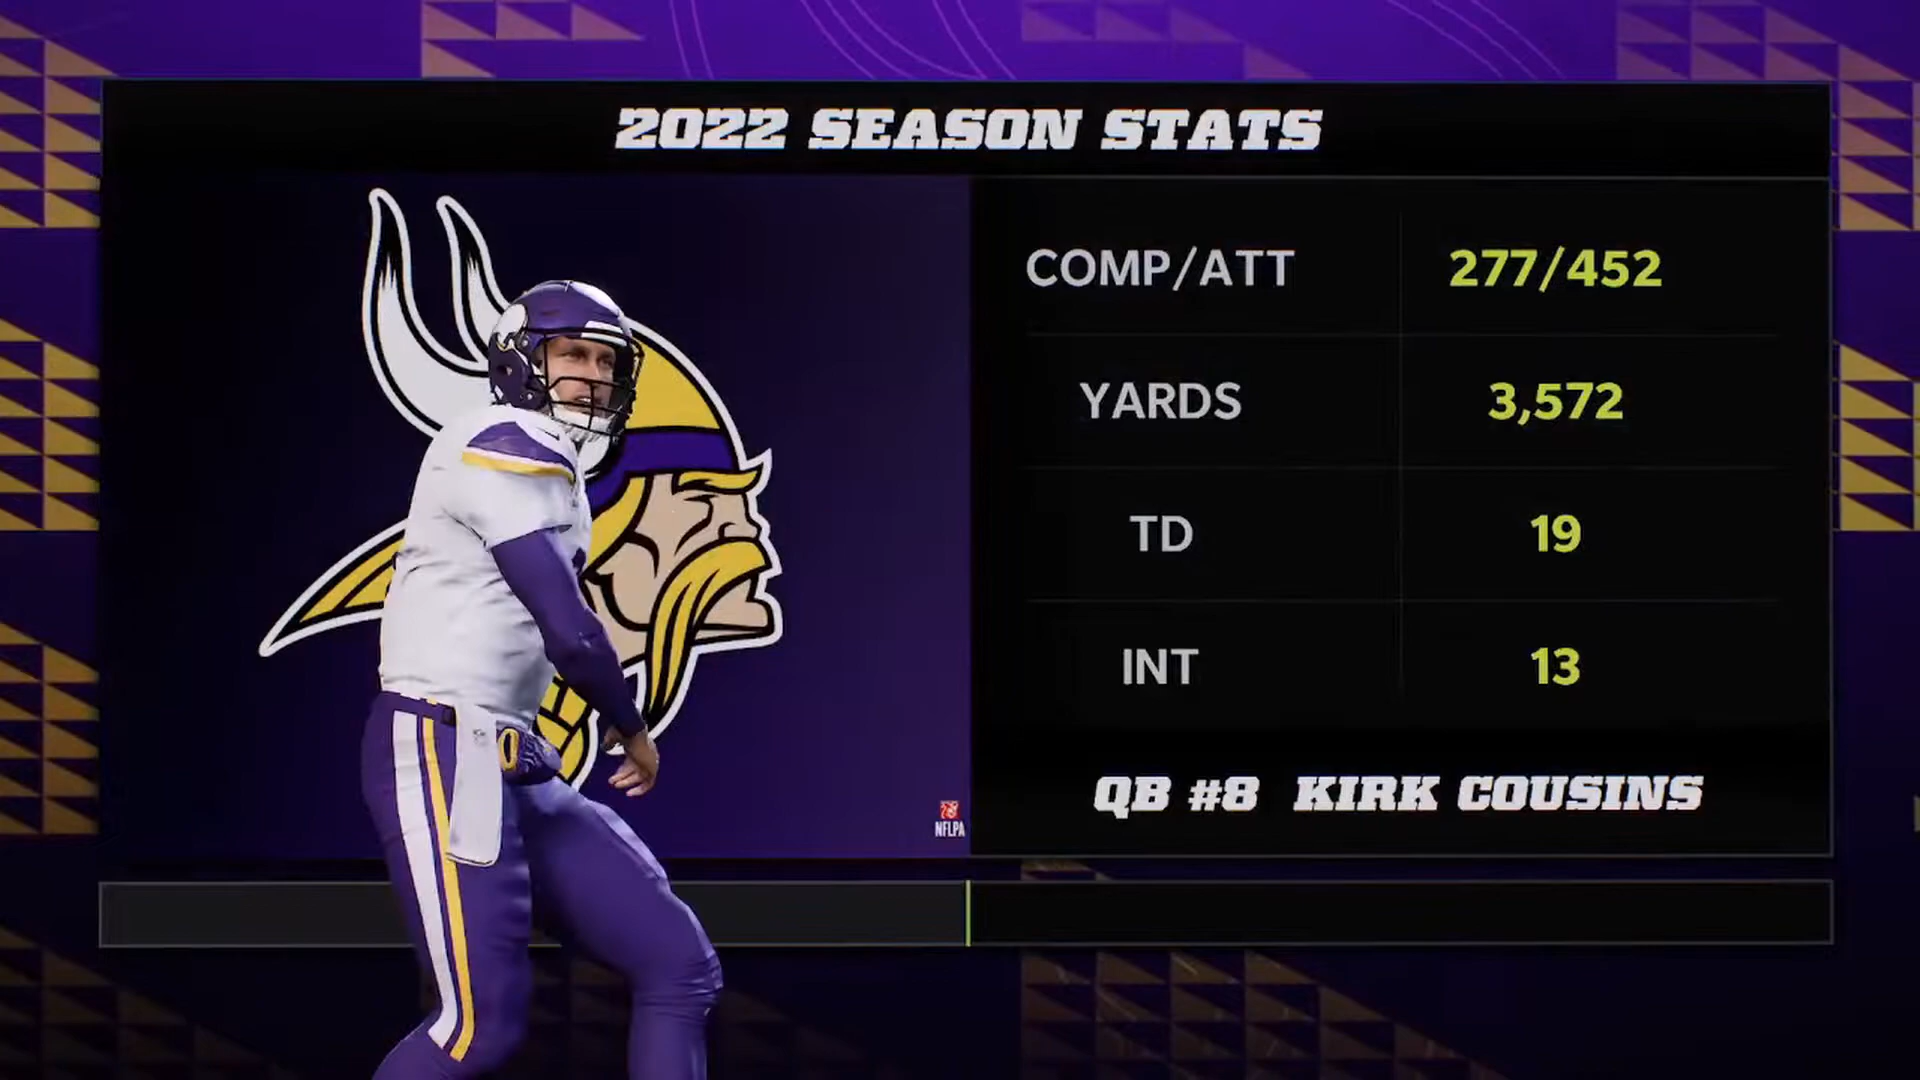 2022 SEASON STATS
COMP/ATT 277/452
YARDS 3,572
TD 19
INT 13
QB #8 KIRK COUSINS
NFLPA